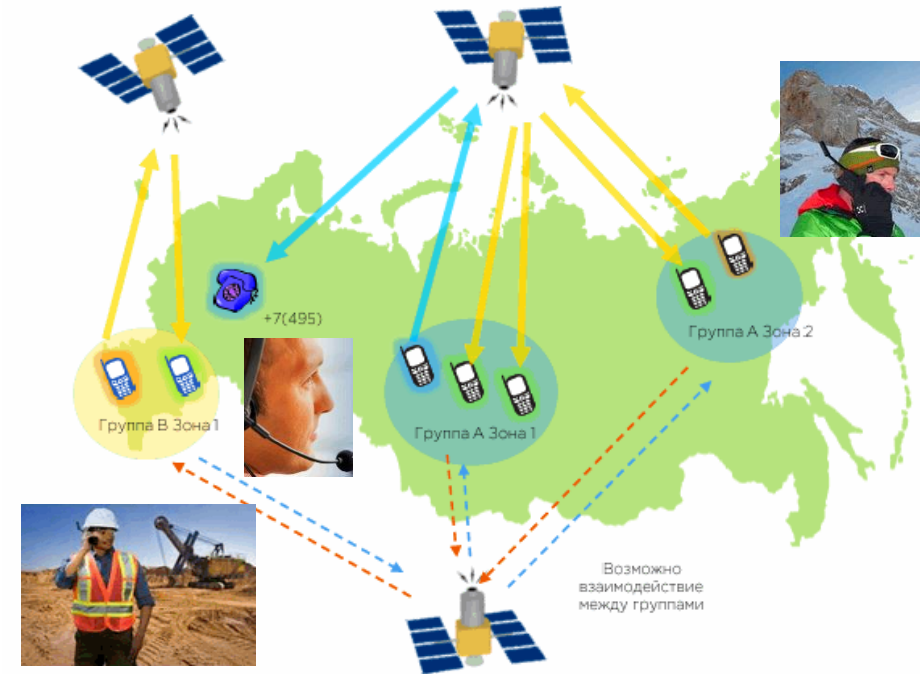 +7(495)
Группа А Зона 2
Группа В Зона 1
Группа А Зона 1
Возможно
взаимодействие
между группами